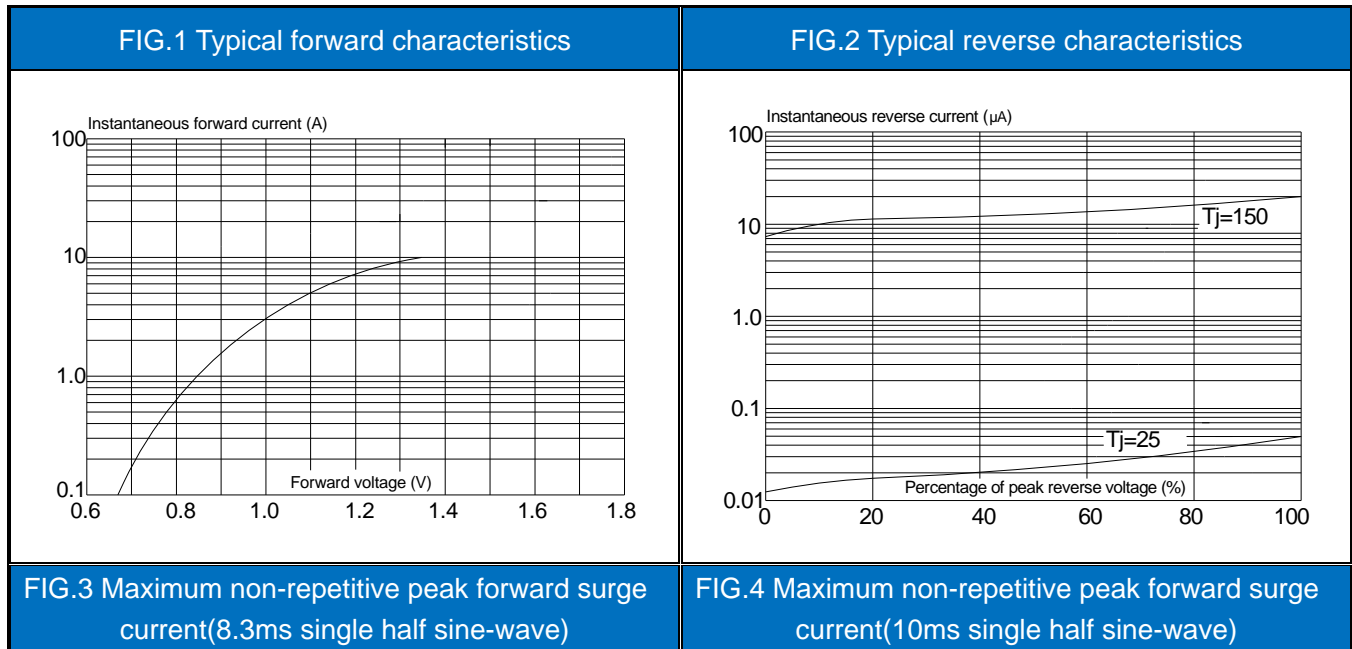 FIG.1 Typical forward characteristics
FIG.2 Typical reverse characteristics
Instantaneous forward current (A)
100
10
1.0
0.1
Forward voltage (V)
0.6 0.8 1.0 1.2 1.4 1.6 1.8
Instantaneous reverse current (μA)
100
10
1.0
0.1
0.01
Tj=150
Tj=25
Percentage of peak reverse voltage (%)
0 20 40 60 80 100
FIG.3 Maximum non-repetitive peak forward surge
current(8.3ms single half sine-wave)
FIG.4 Maximum non-repetitive peak forward surge
current(10ms single half sine-wave)